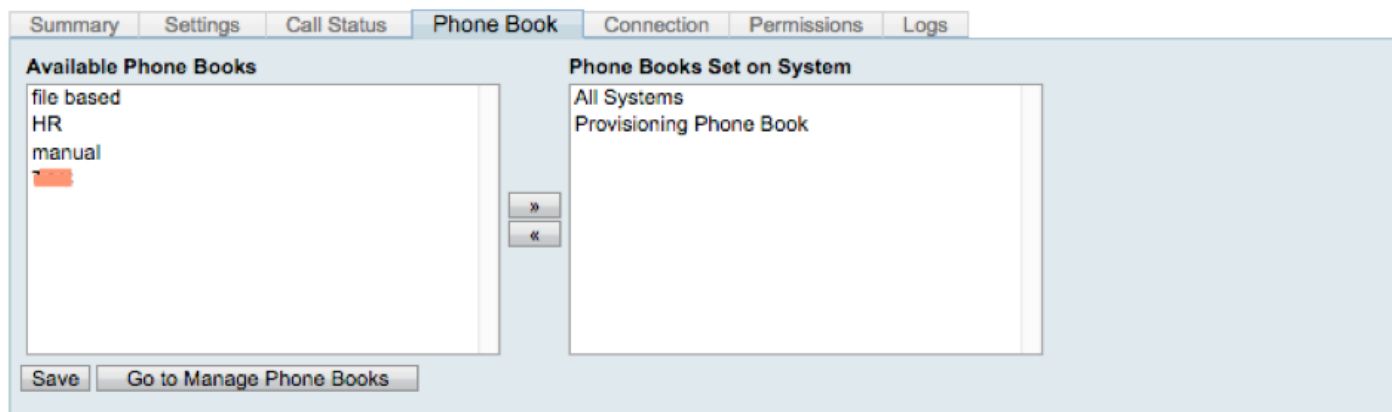 Summary Settings Call Status Phone Book Connection Permissions Logs
Available Phone Books
file based
HR
manual
Phone Books Set on System
All Systems
Provisioning Phone Book
»
«
Save Go to Manage Phone Books